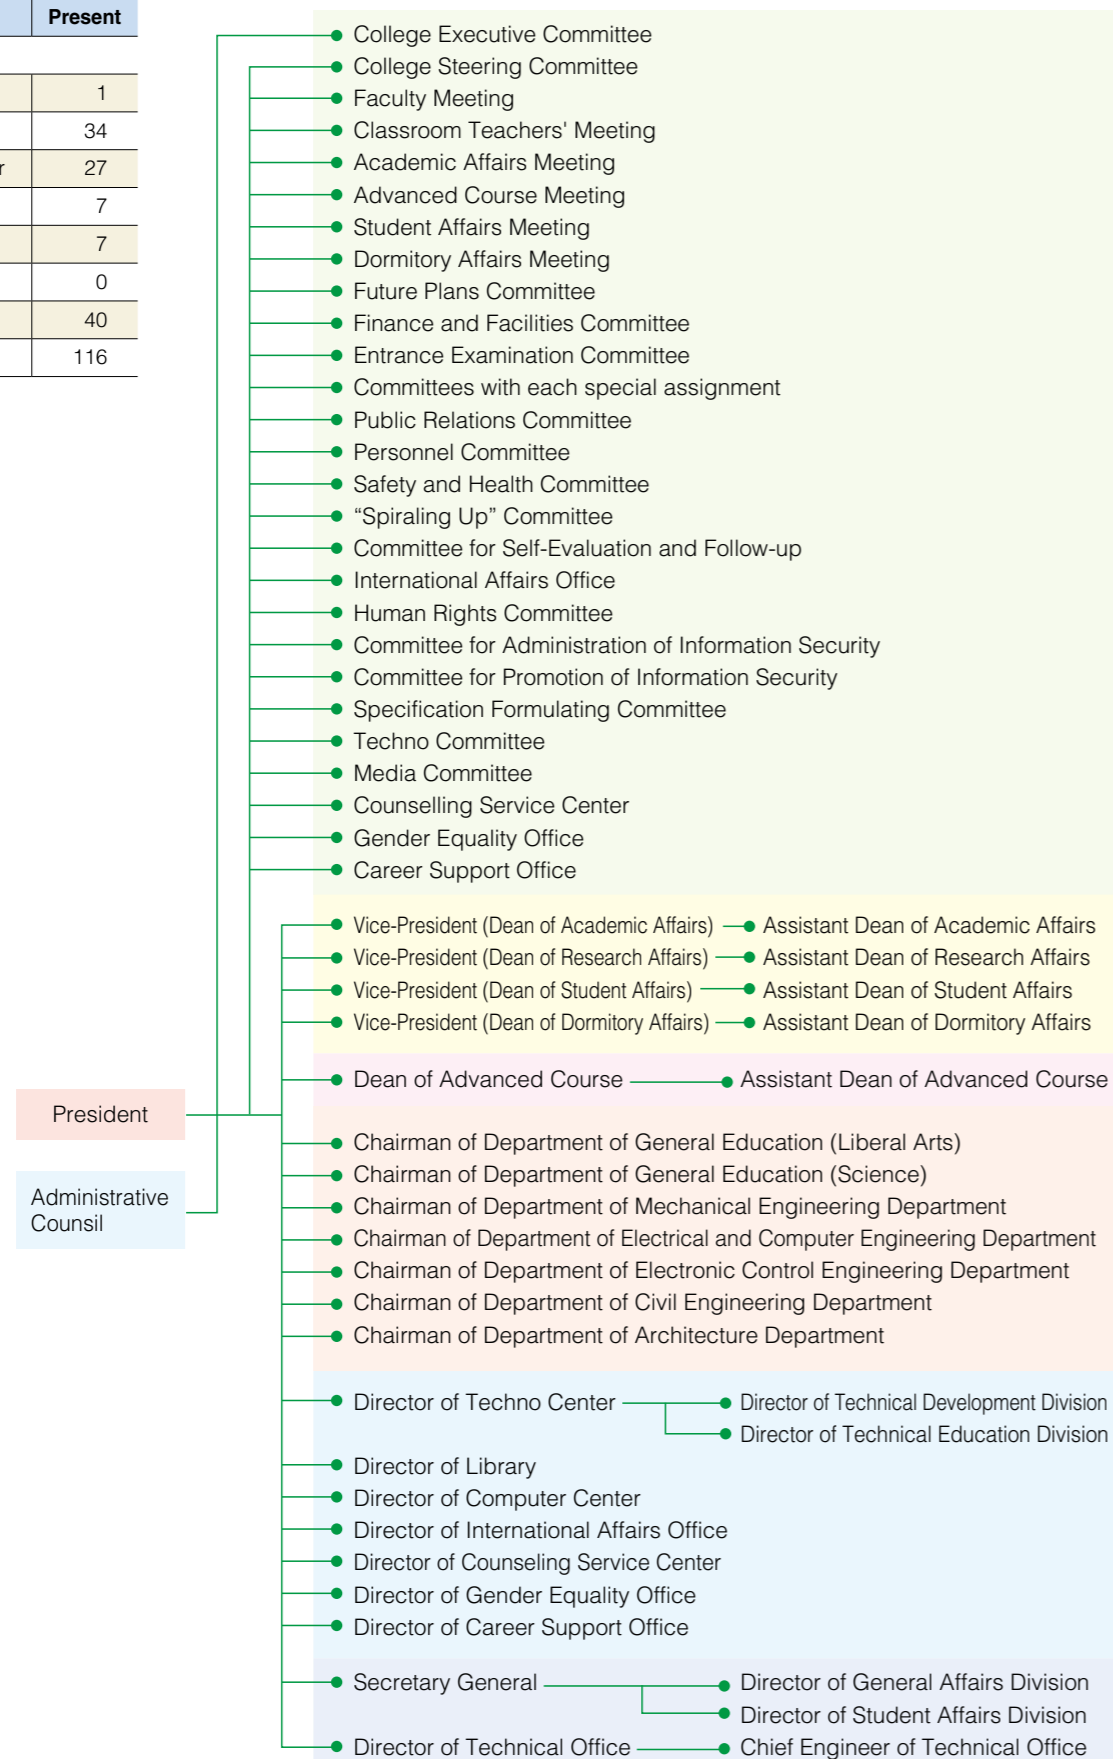 Present
1
34
r 27
7
7
0
40
116
College Executive Committee
College Steering Committee
Faculty Meeting
Classroom Teachers' Meeting
Academic Affairs Meeting
Advanced Course Meeting
Student Affairs Meeting
Dormitory Affairs Meeting
Future Plans Committee
Finance and Facilities Committee
Entrance Examination Committee
Committees with each special assignment
Public Relations Committee
Personnel Committee
Safety and Health Committee
“Spiraling Up” Committee
Committee for Self-Evaluation and Follow-up
International Affairs Office
Human Rights Committee
Committee for Administration of Information Security
Committee for Promotion of Information Security
Specification Formulating Committee
Techno Committee
Media Committee
Counselling Service Center
Gender Equality Office
Career Support Office
Vice-President (Dean of Academic Affairs) Assistant Dean of Academic Affairs
Vice-President (Dean of Research Affairs) Assistant Dean of Research Affairs
Vice-President (Dean of Student Affairs) Assistant Dean of Student Affairs
Vice-President (Dean of Dormitory Affairs) Assistant Dean of Dormitory Affairs
Dean of Advanced Course Assistant Dean of Advanced Course
President
Administrative
Counsil
Chairman of Department of General Education (Liberal Arts)
Chairman of Department of General Education (Science)
Chairman of Department of Mechanical Engineering Department
Chairman of Department of Electrical and Computer Engineering Department
Chairman of Department of Electronic Control Engineering Department
Chairman of Department of Civil Engineering Department
Chairman of Department of Architecture Department
Director of Techno Center Director of Technical Development Division
Director of Technical Education Division
Director of Library
Director of Computer Center
Director of International Affairs Office
Director of Counseling Service Center
Director of Gender Equality Office
Director of Career Support Office
Secretary General Director of General Affairs Division
Director of Student Affairs Division
Director of Technical Office Chief Engineer of Technical Office